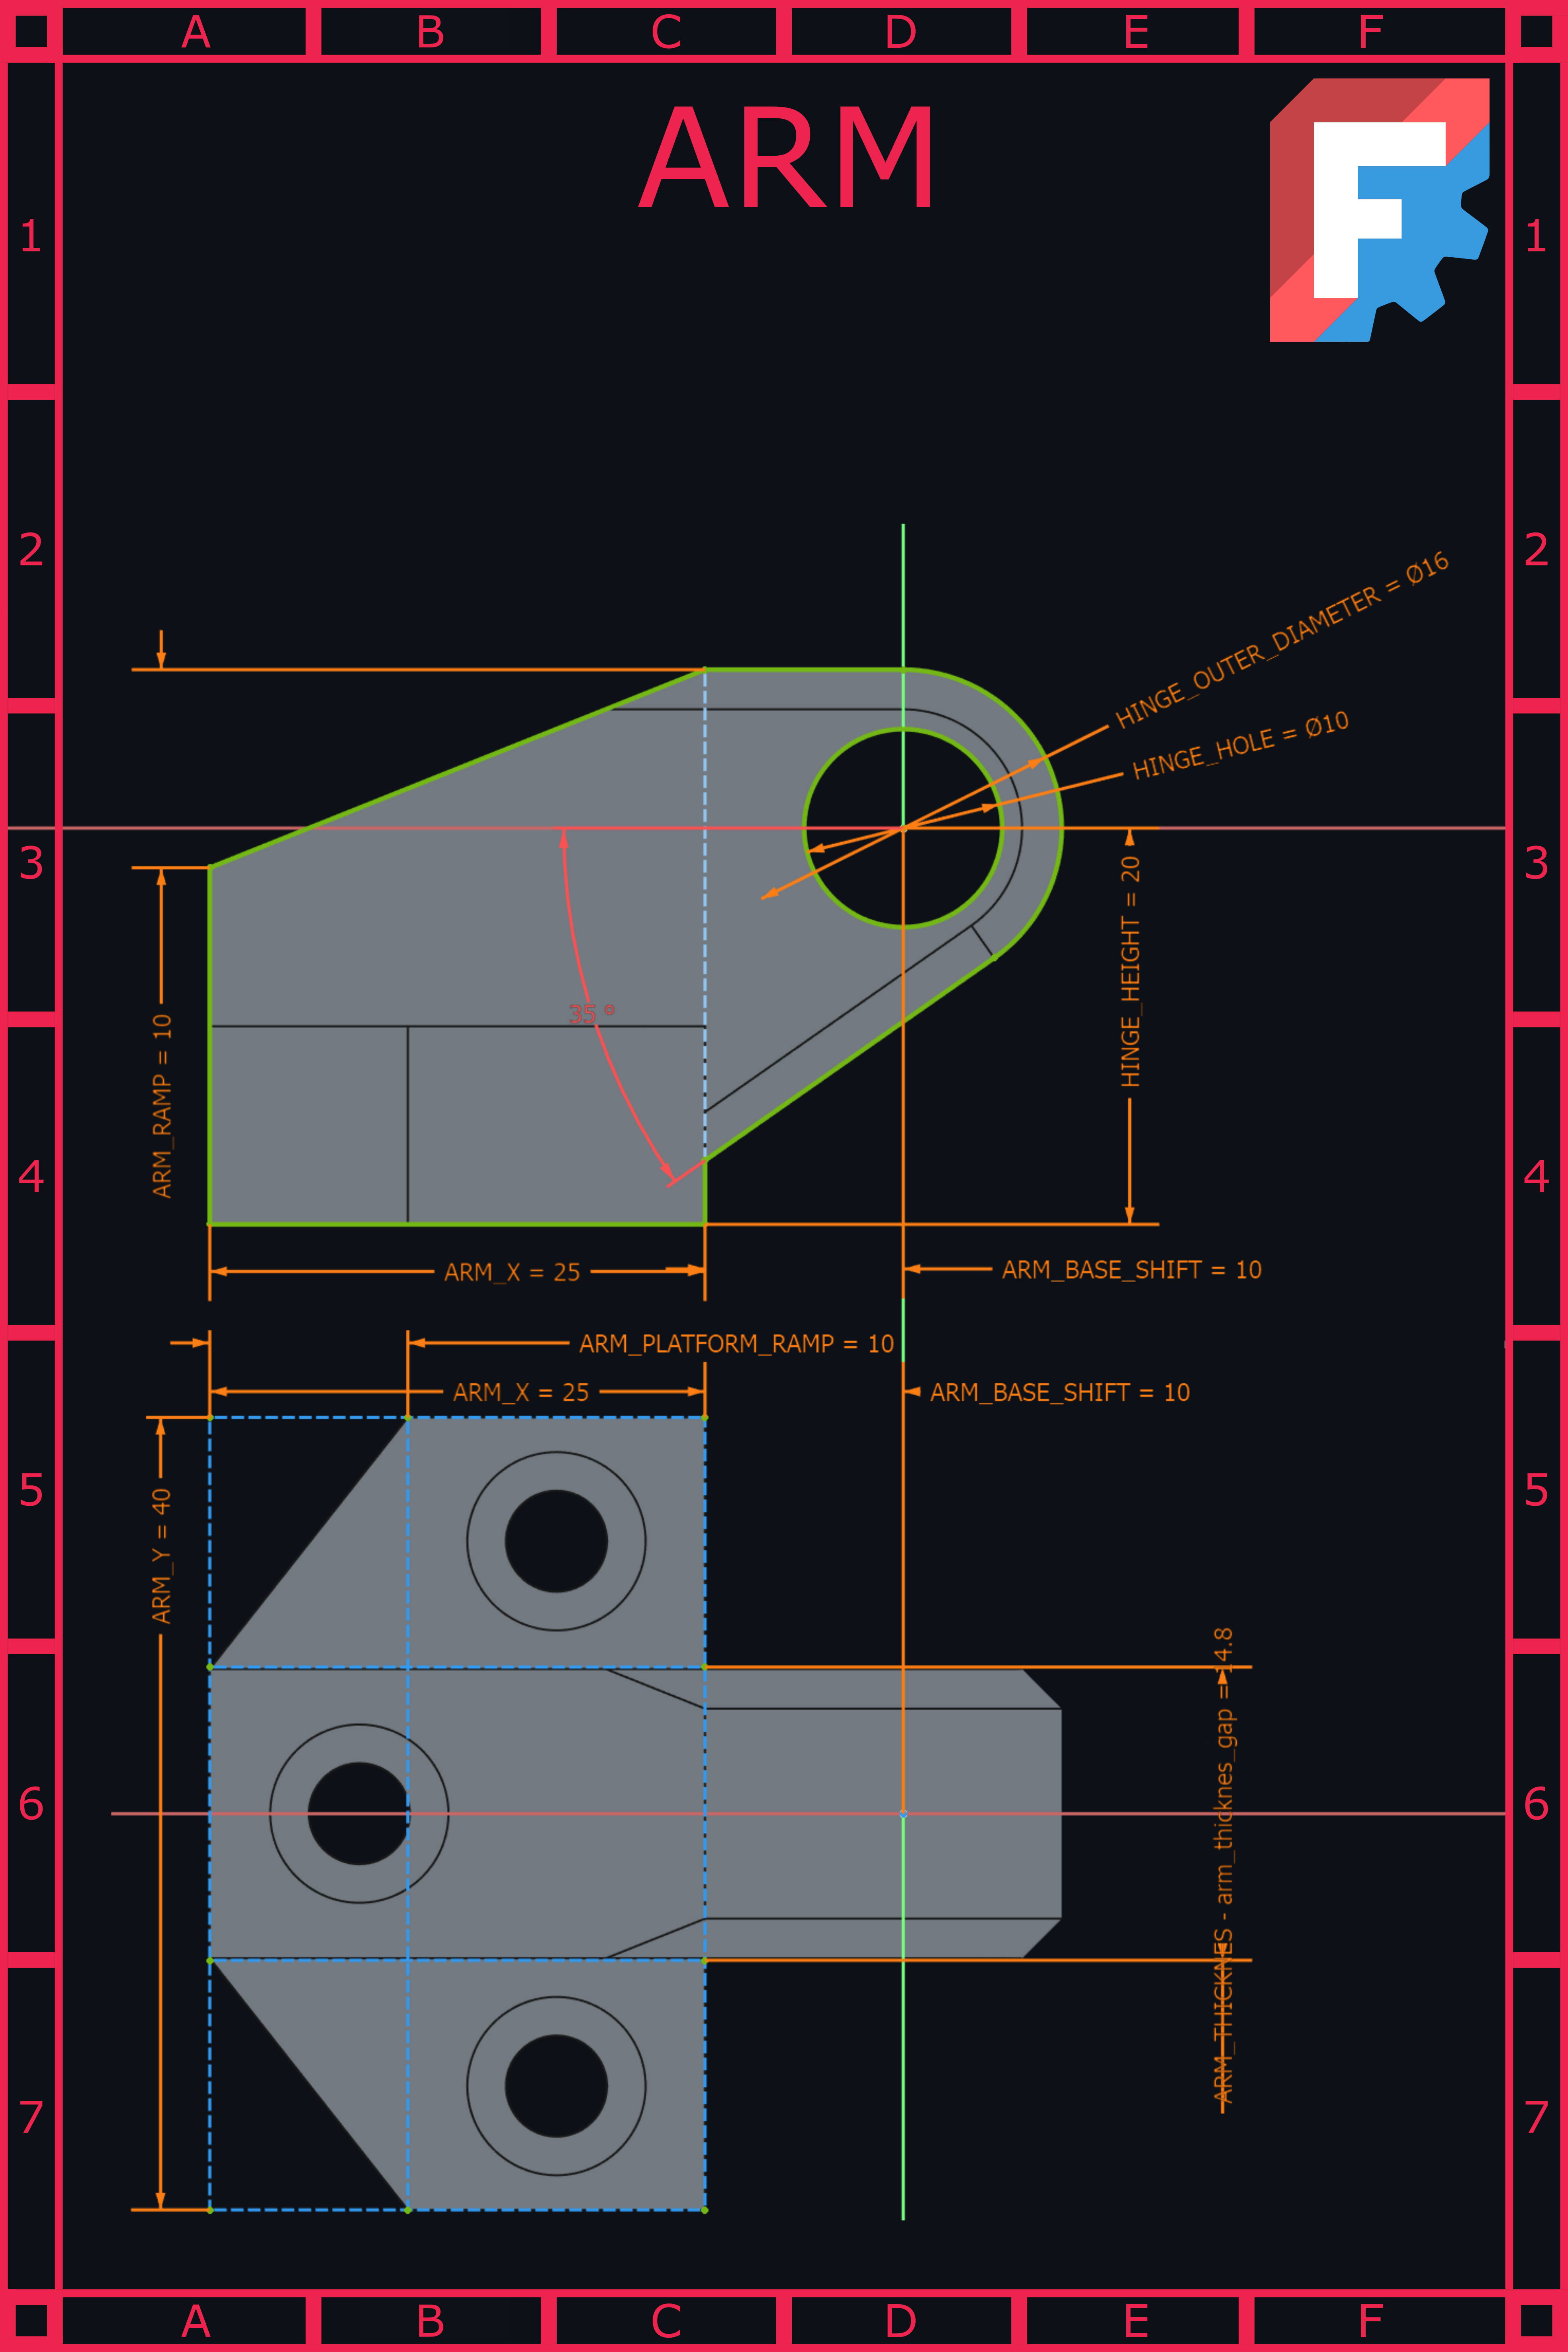 A B C D E F
ARM
F
1 1
2 2
HINGE_OUTER_DIAMETER = Ø16
HINGE_HOLE = Ø10
3 3
HINGE_HEIGHT = 20
35 °
ARM_RAMP = 10
4 4
ARM_X = 25
ARM_BASE_SHIFT = 10
5 5
ARM_PLATFORM_RAMP = 10
ARM_X = 25
ARM_BASE_SHIFT = 10
ARM_Y = 40
6 6
ARM_THICKNES - arm_thicknes_gap = 14.8
7 7
A B C D E F